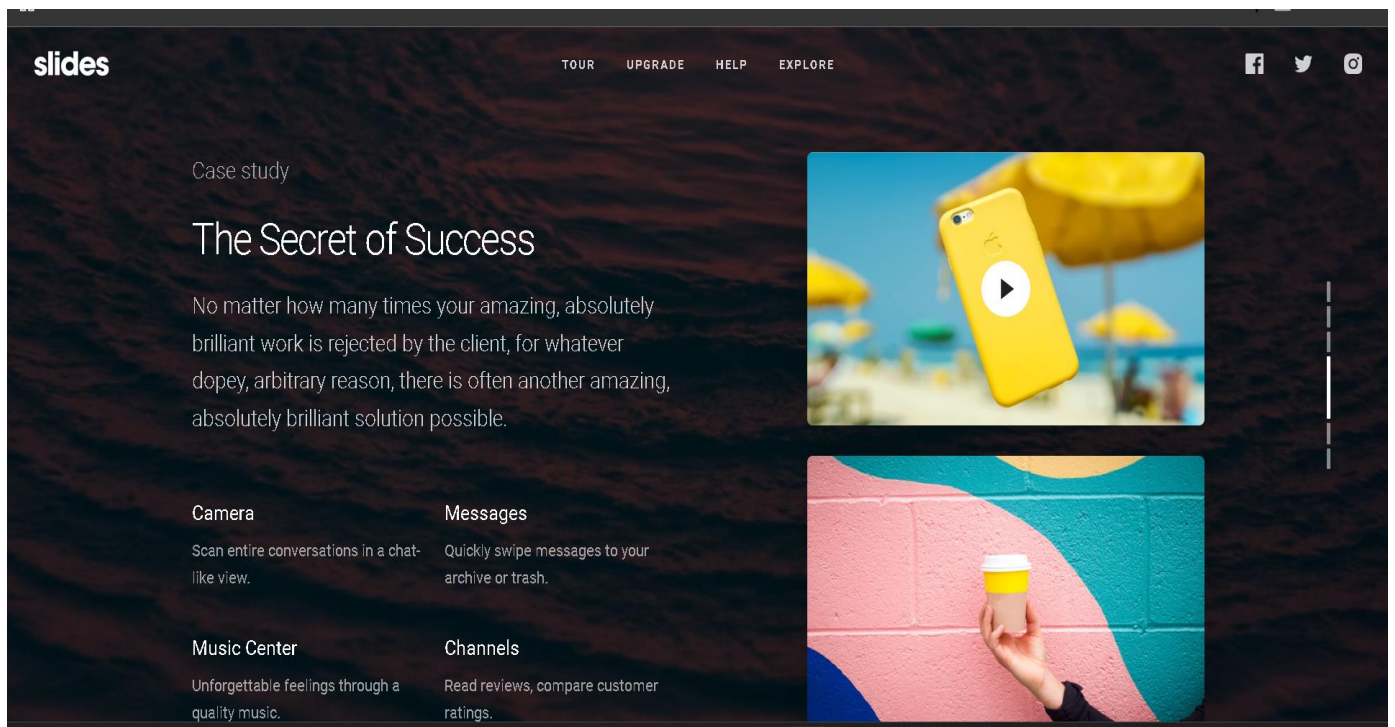 slides
TOUR UPGRADE HELP EXPLORE
Case study
The Secret of Success
No matter how many times your amazing, absolutely
brilliant work is rejected by the client, for whatever
dopey, arbitrary reason, there is often another amazing,
absolutely brilliant solution possible.
Camera
Scan entire conversations in a chat-
like view.
Messages
Quickly swipe messages to your
archive or trash.
Music Center
Unforgettable feelings through a
quality music.
Channels
Read reviews, compare customer
ratings.